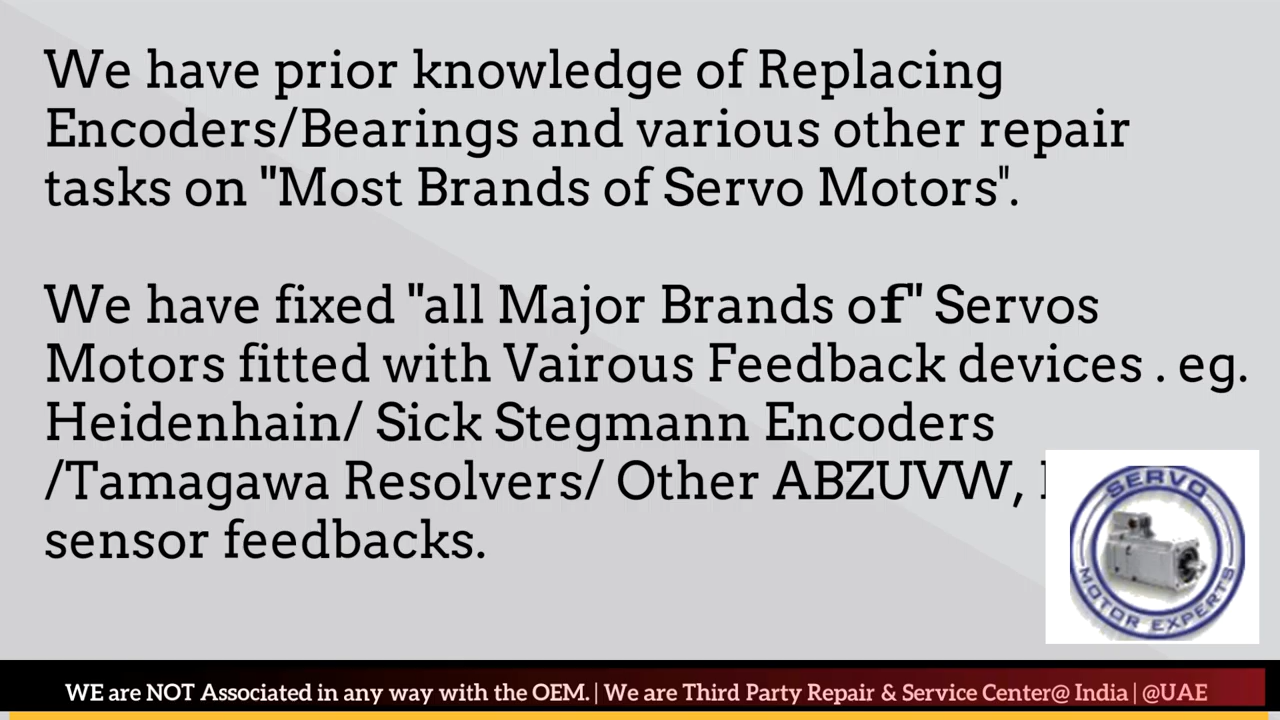 We have prior knowledge of Replacing
Encoders/Bearings and various other repair
tasks on "Most Brands of Servo Motors".
We have fixed "all Major Brands of" Servos
Motors fitted with Vairous Feedback devices . eg.
Heidenhain/ Sick Stegmann Encoders
/Tamagawa Resolvers/ Other ABZUVW,
sensor feedbacks.
SERVO
MOTOR EXPERTS
WE are NOT Associated in any way with the OEM. | We are Third Party Repair & Service Center@ India | @UAE